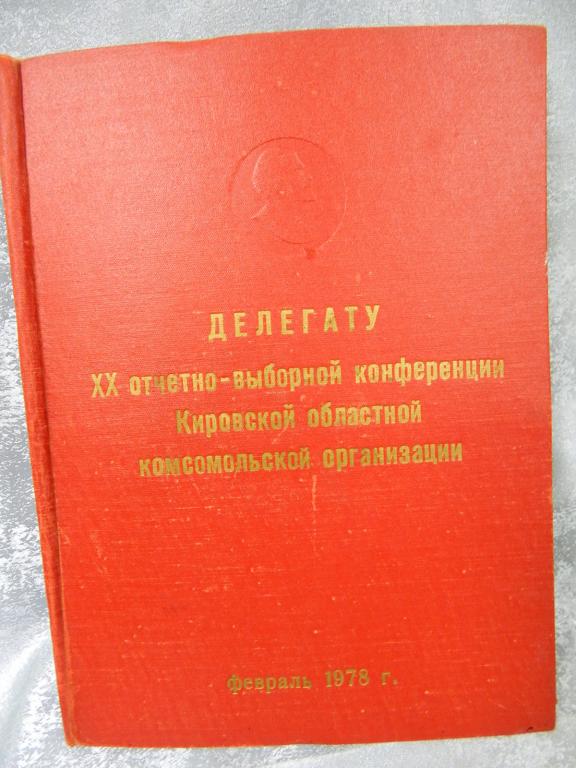 ДЕЛЕГАТУ
XX отчетно-выборной конференции
Кировской областной
комсомольской организации
Февраль 1978 г.